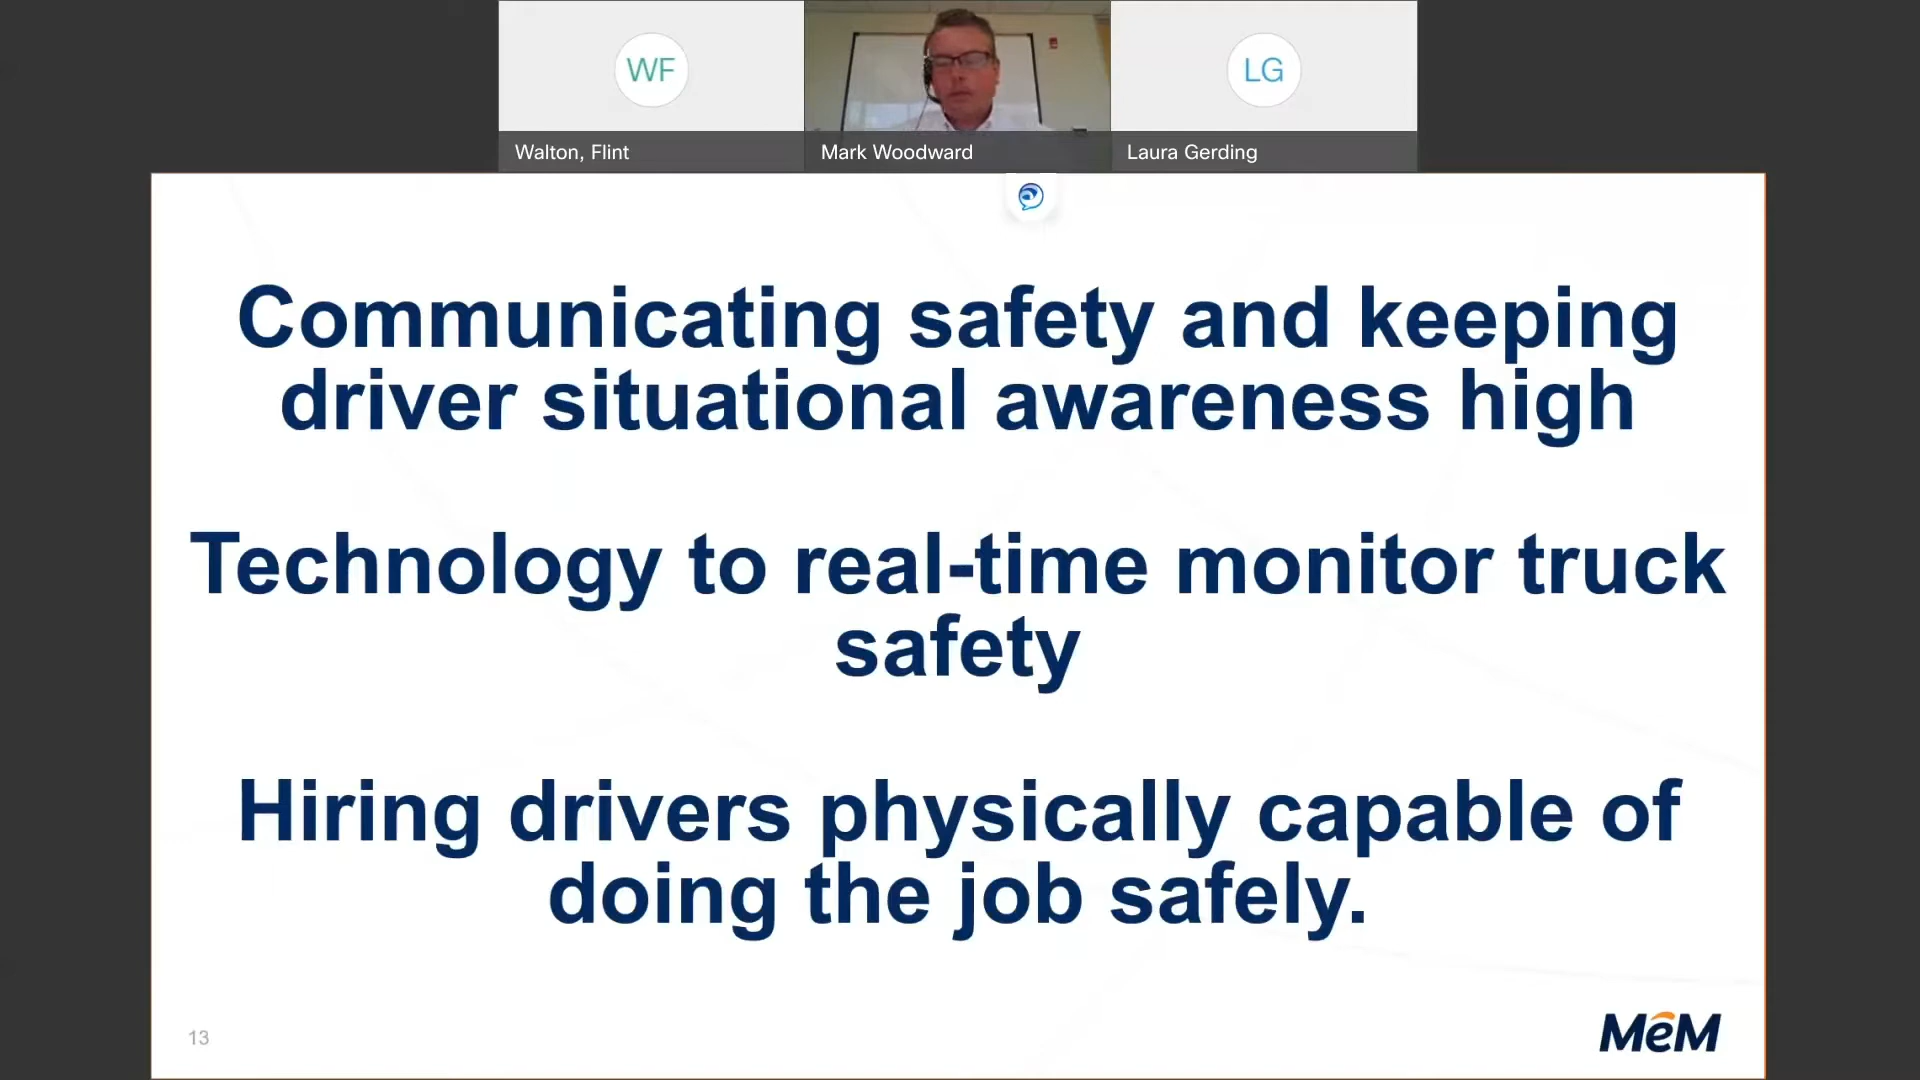 WF
LG
Walton, Flint
Mark Woodward
Laura Gerding
Communicating safety and keeping
driver situational awareness high
Technology to real-time monitor truck
safety
Hiring drivers physically capable of
doing the job safely.
13
MeM